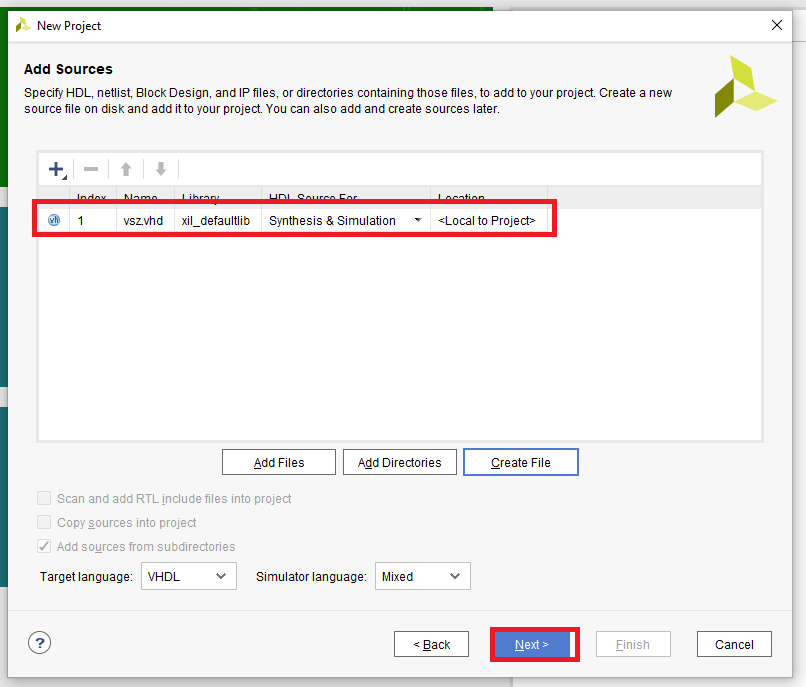 New Project
Add Sources
Specify HDL, netlist, Block Design, and IP files, or directories containing those files, to add to your project. Create a new
source file on disk and add it to your project. You can also add and create sources later.
Index Name Library HDL Source For Location
vh 1 vsz.vhd xil_defaultlib Synthesis & Simulation <Local to Project>
Add Files Add Directories Create File
Scan and add RTL include files into project
Copy sources into project
Add sources from subdirectories
Target language: VHDL Simulator language: Mixed
? < Back Next > Finish Cancel